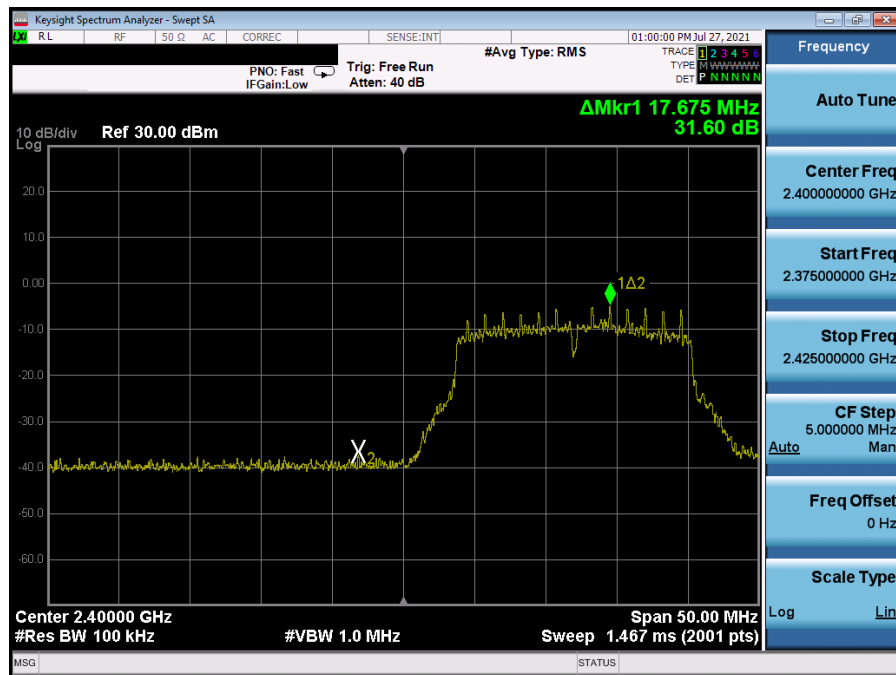 Keysight Spectrum Analyzer - Swept SA
LXI RL RF 50 Ω AC CORREC SENSE:INT 01:00:00 PM Jul 27, 2021
#Avg Type: RMS
TRACE 1 2 3 4 5 6
PNO: Fast Trig: Free Run
TYPE M WWWWW
IFGain:Low Atten: 40 dB
DET P N N N N N
Frequency
Auto Tune
ΔMkr1 17.675 MHz
31.60 dB
10 dB/div Ref 30.00 dBm
Log
20.0
10.0
0.00
-10.0
-20.0
-30.0
-40.0
-50.0
-60.0
1Δ2
X2
Center Freq
2.400000000 GHz
Start Freq
2.375000000 GHz
Stop Freq
2.425000000 GHz
CF Step
5.000000 MHz
Auto Man
Freq Offset
0 Hz
Scale Type
Log Lin
Center 2.40000 GHz Span 50.00 MHz
#Res BW 100 kHz #VBW 1.0 MHz Sweep 1.467 ms (2001 pts)
MSG STATUS